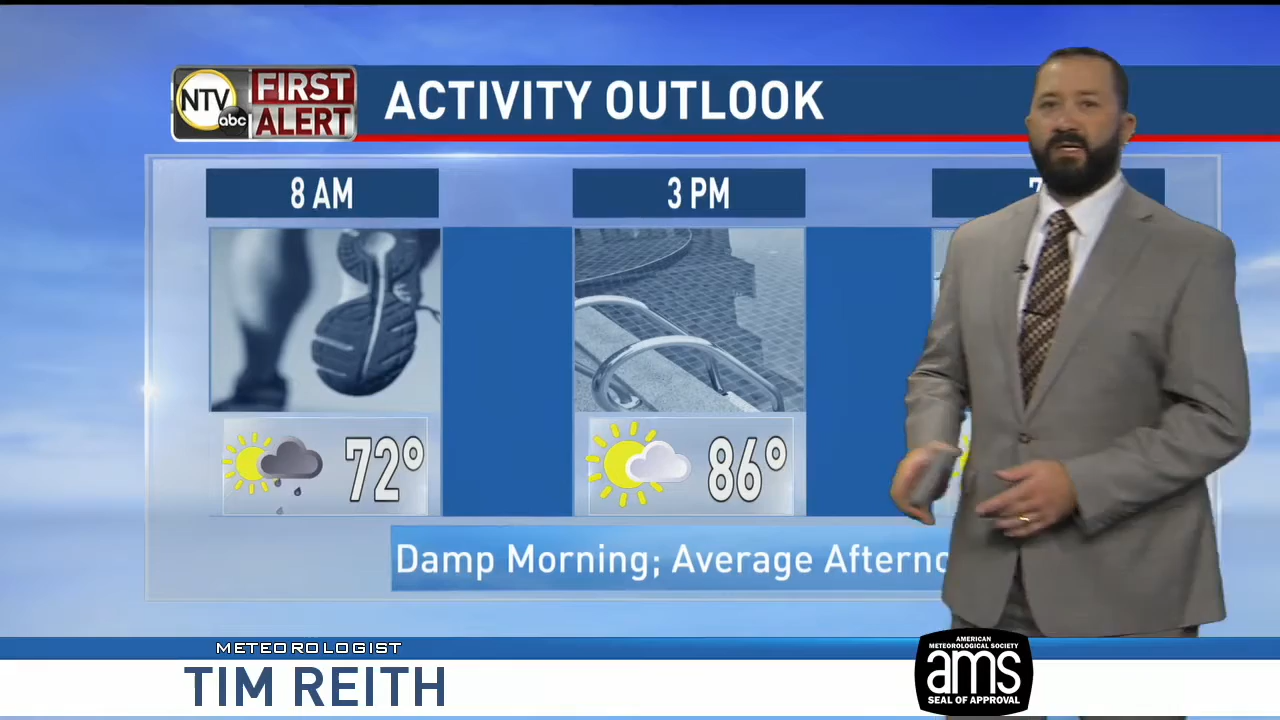 NTV
abc
FIRST
ALERT
ACTIVITY OUTLOOK
8 AM
3 PM
72°
86°
Damp Morning; Average
METEOROLOGIST
TIM REITH
AMERICAN
METEOROLOGICAL SOCIETY
ams
SEAL OF APPROVAL